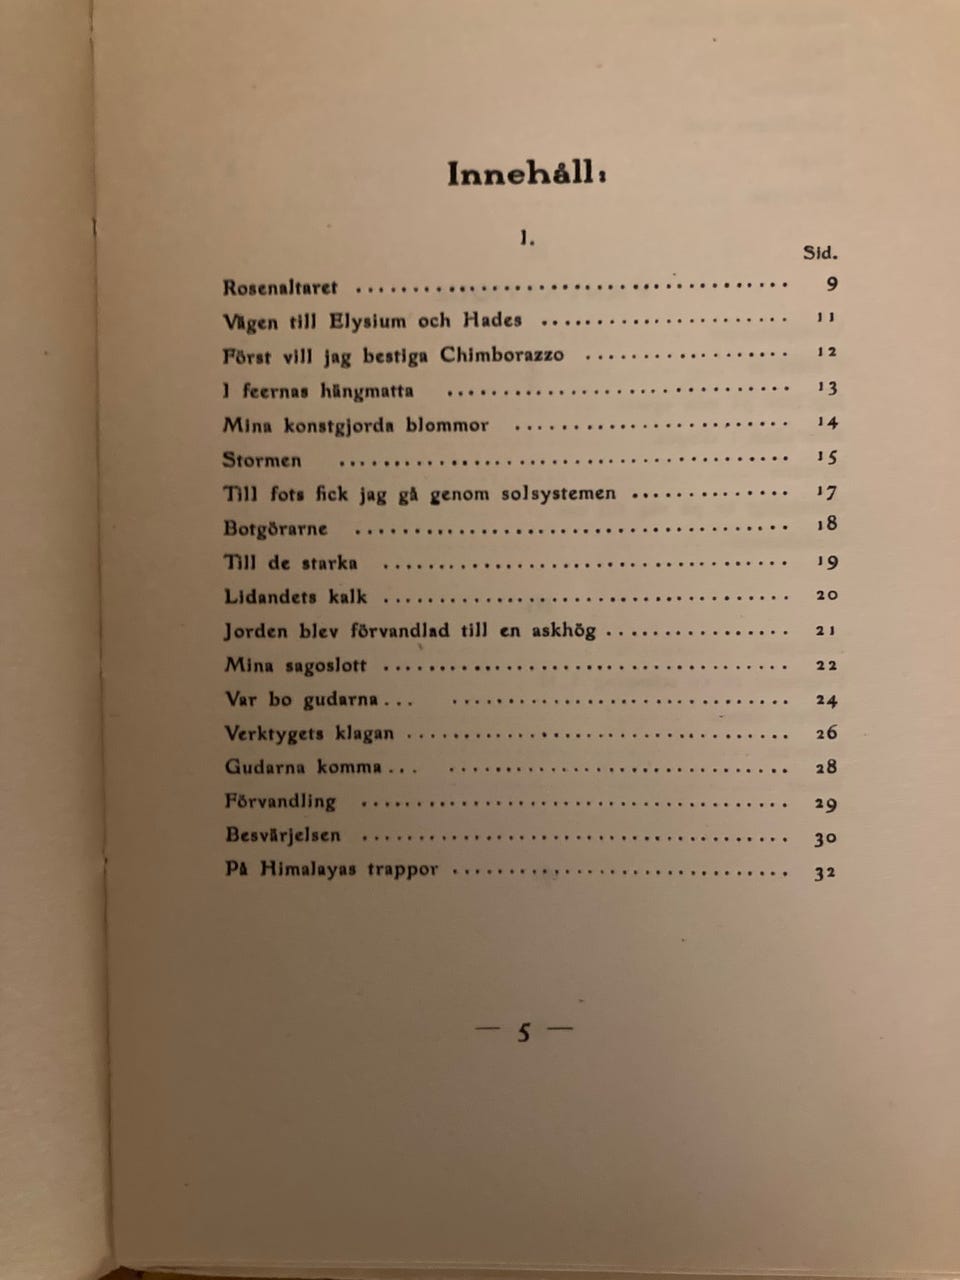 Innehåll:
I.
Sid.
Rosenaltaret ........................................ 9
Vägen till Elysium och Hades .................. 11
Först vill jag bestiga Chimborazzo ............... 12
I feernas hängmatta ......................... 13
Mina konstgjorda blommor .................... 14
Stormen ................................. 15
Till fots fick jag gå genom solsystemen ............ 17
Botgörarne ................................ 18
Till de starka .............................. 19
Lidandets kalk .............................. 20
Jorden blev förvandlad till en askhög .............. 21
Mina sagoslott .............................. 22
Var bo gudarna... ......................... 24
Verktygets klagan ............................ 26
Gudarna komma... ......................... 28
Förvandling ................................ 29
Besvärjelsen ................................ 30
På Himalayas trappor ......................... 32
— 5 —